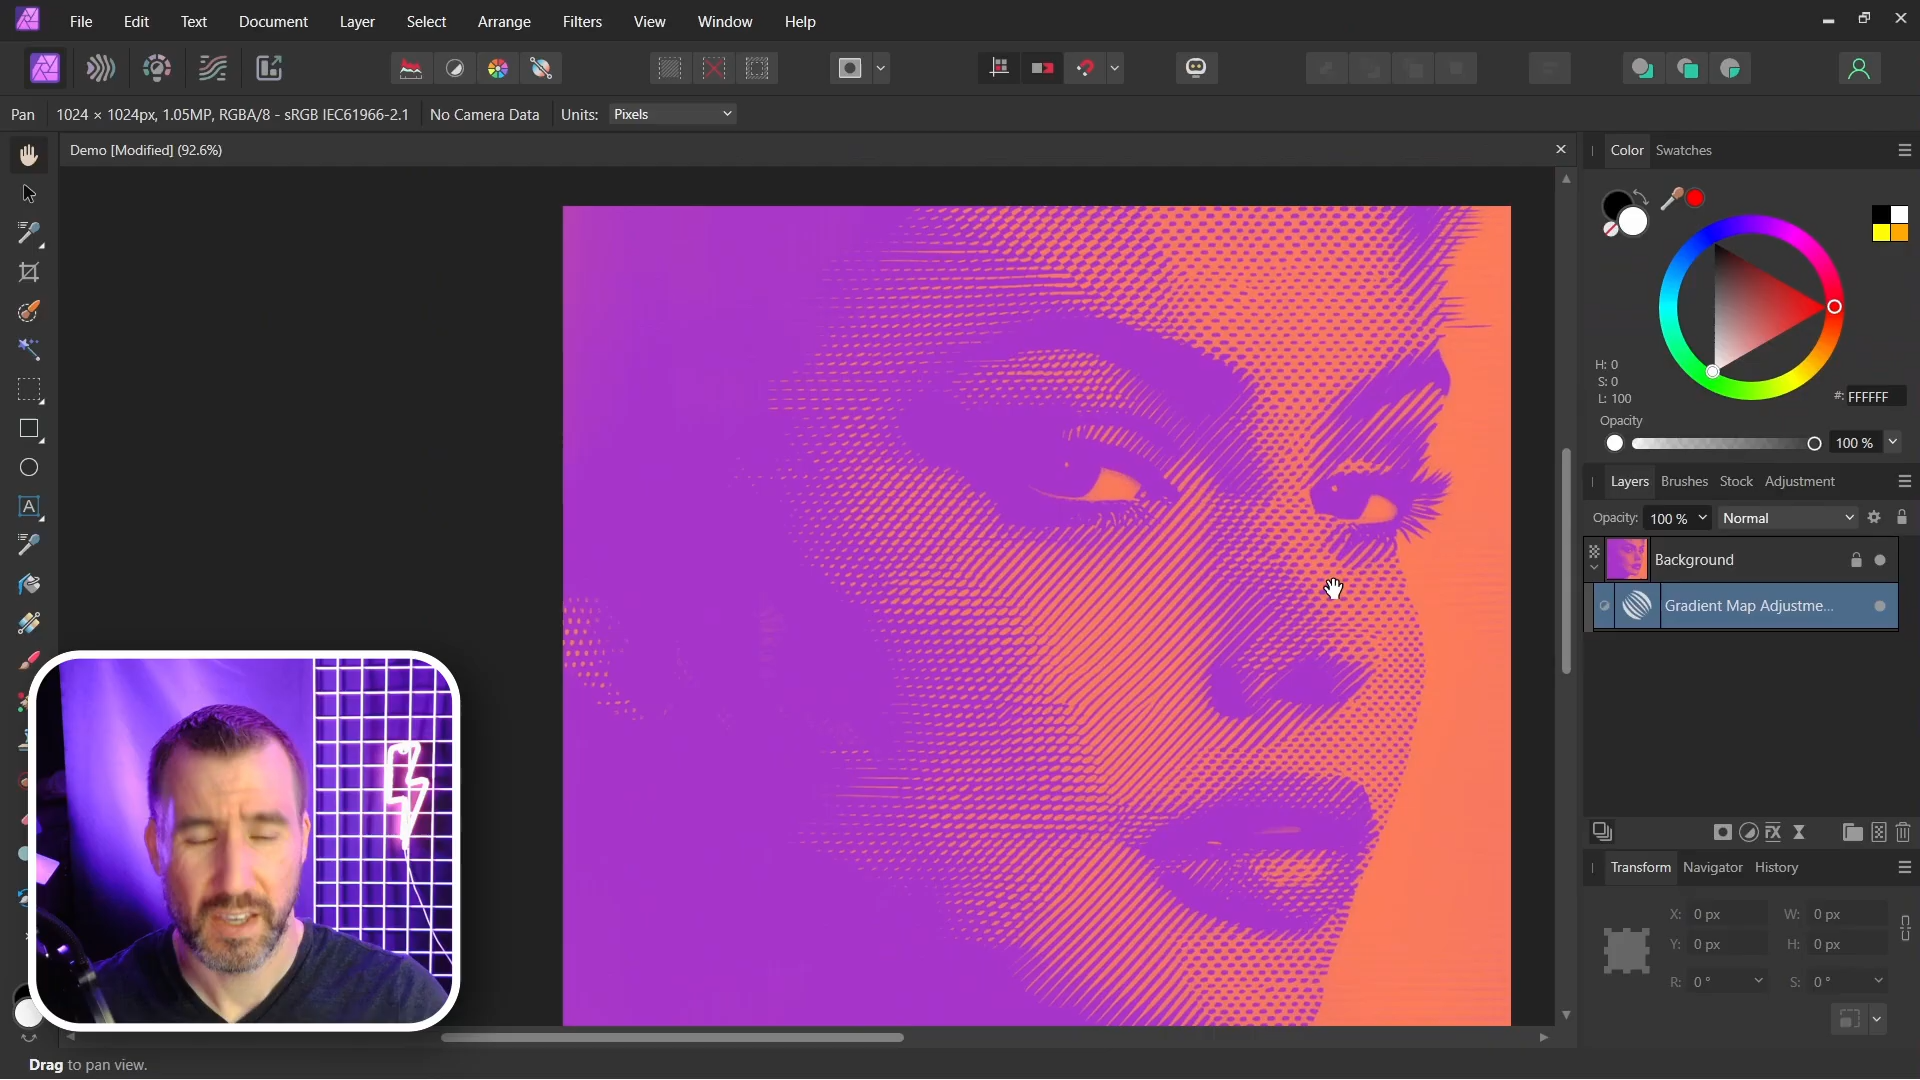 File Edit Text Document Layer Select Arrange Filters View Window Help
Pan 1024 × 1024px, 1.05MP, RGBA/8 - sRGB IEC61966-2.1 No Camera Data Units: Pixels
Demo [Modified] (92.6%)
Color Swatches
H: 0
S: 0
L: 100
#: FFFFFF
Opacity
100 %
Layers Brushes Stock Adjustment
Opacity: 100 % Normal
Background
Gradient Map Adjustme...
Transform Navigator History
X: 0 px W: 0 px
Y: 0 px H: 0 px
R: 0 ° S: 0 °
A
Drag to pan view.